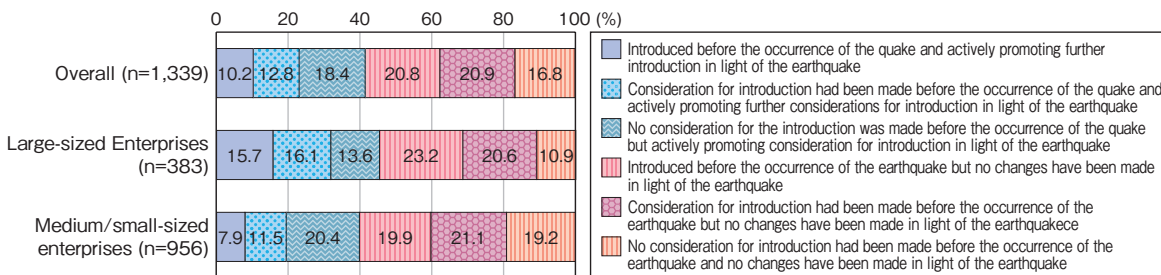 0 20 40 60 80 100 (%)
Overall (n=1,339)
10.2 12.8 18.4 20.8 20.9 16.8
Large-sized Enterprises
(n=383)
15.7 16.1 13.6 23.2 20.6 10.9
Medium/small-sized
enterprises (n=956)
7.9 11.5 20.4 19.9 21.1 19.2
Introduced before the occurrence of the quake and actively promoting further
introduction in light of the earthquake
Consideration for introduction had been made before the occurrence of the quake and
actively promoting further considerations for introduction in light of the earthquake
No consideration for the introduction was made before the occurrence of the quake
but actively promoting consideration for introduction in light of the earthquake
Introduced before the occurrence of the earthquake but no changes have been made
in light of the earthquake
Consideration for introduction had been made before the occurrence of the
earthquake but no changes have been made in light of the earthquakece
No consideration for introduction had been made before the occurrence of the
earthquake and no changes have been made in light of the earthquake